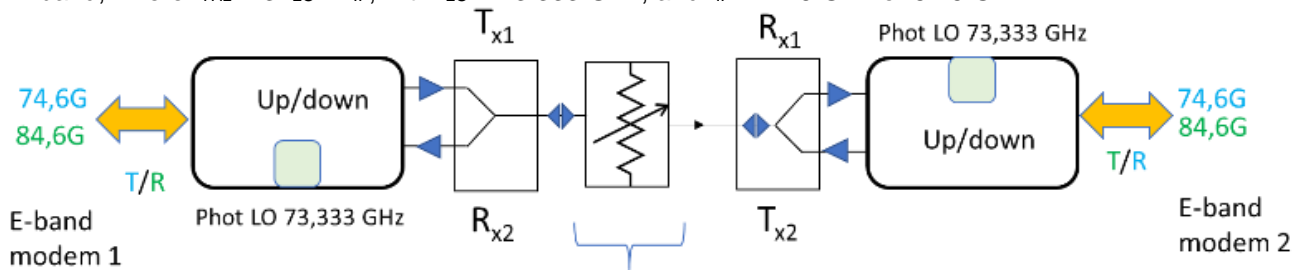 Tx1
Rx1
Phot LO 73,333 GHz
74,6G
84,6G
T/R
Up/down
Up/down
74,6G
84,6G
T/R
Phot LO 73,333 GHz
Rx2
Tx2
E-band
modem 1
E-band
modem 2